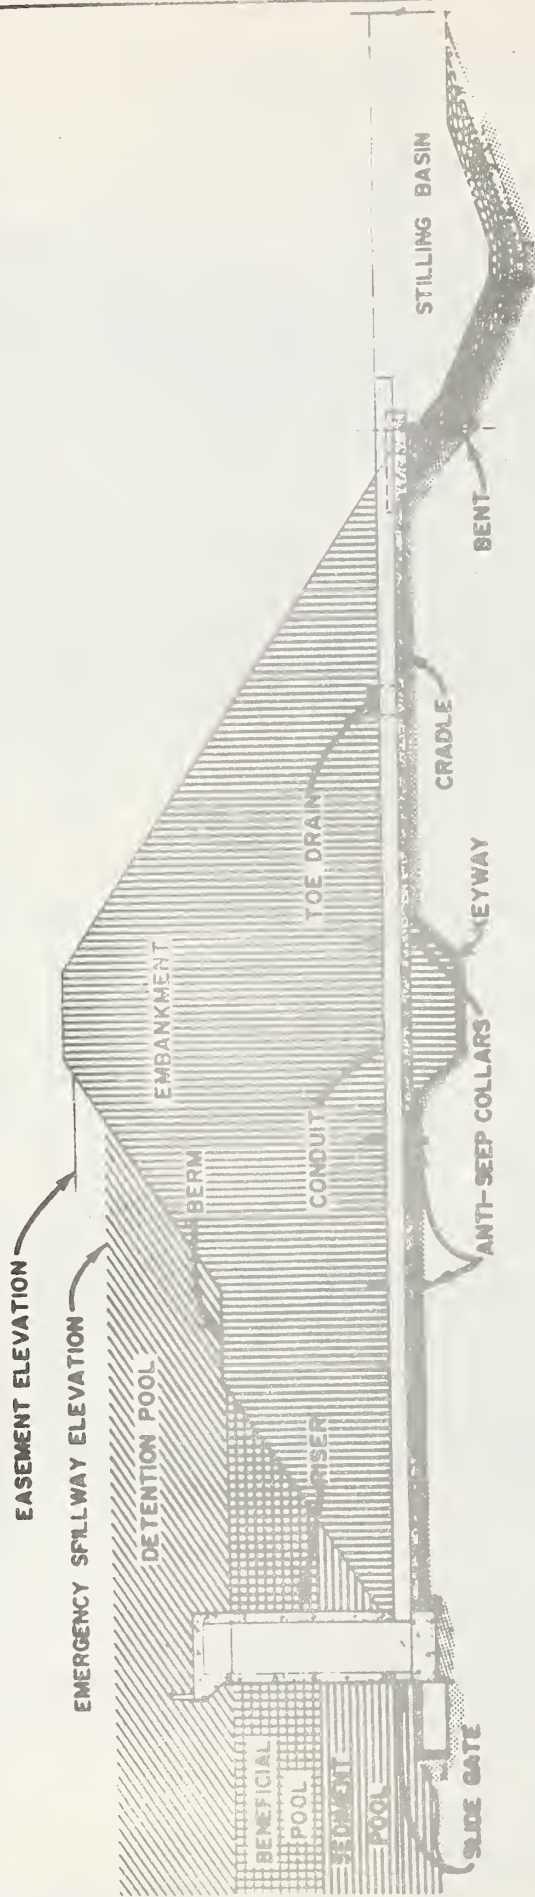 EASEMENT ELEVATION
EMERGENCY SPILLWAY ELEVATION
DETENTION POOL
BERM
EMBANKMENT
BENEFICIAL
POOL
SEDIMENT
POOL
RISER
CONDUIT
TOE DRAIN
STILLING BASIN
SLIDE GATE
ANTI-SEEP COLLARS
KEYWAY
CRADLE
BENT